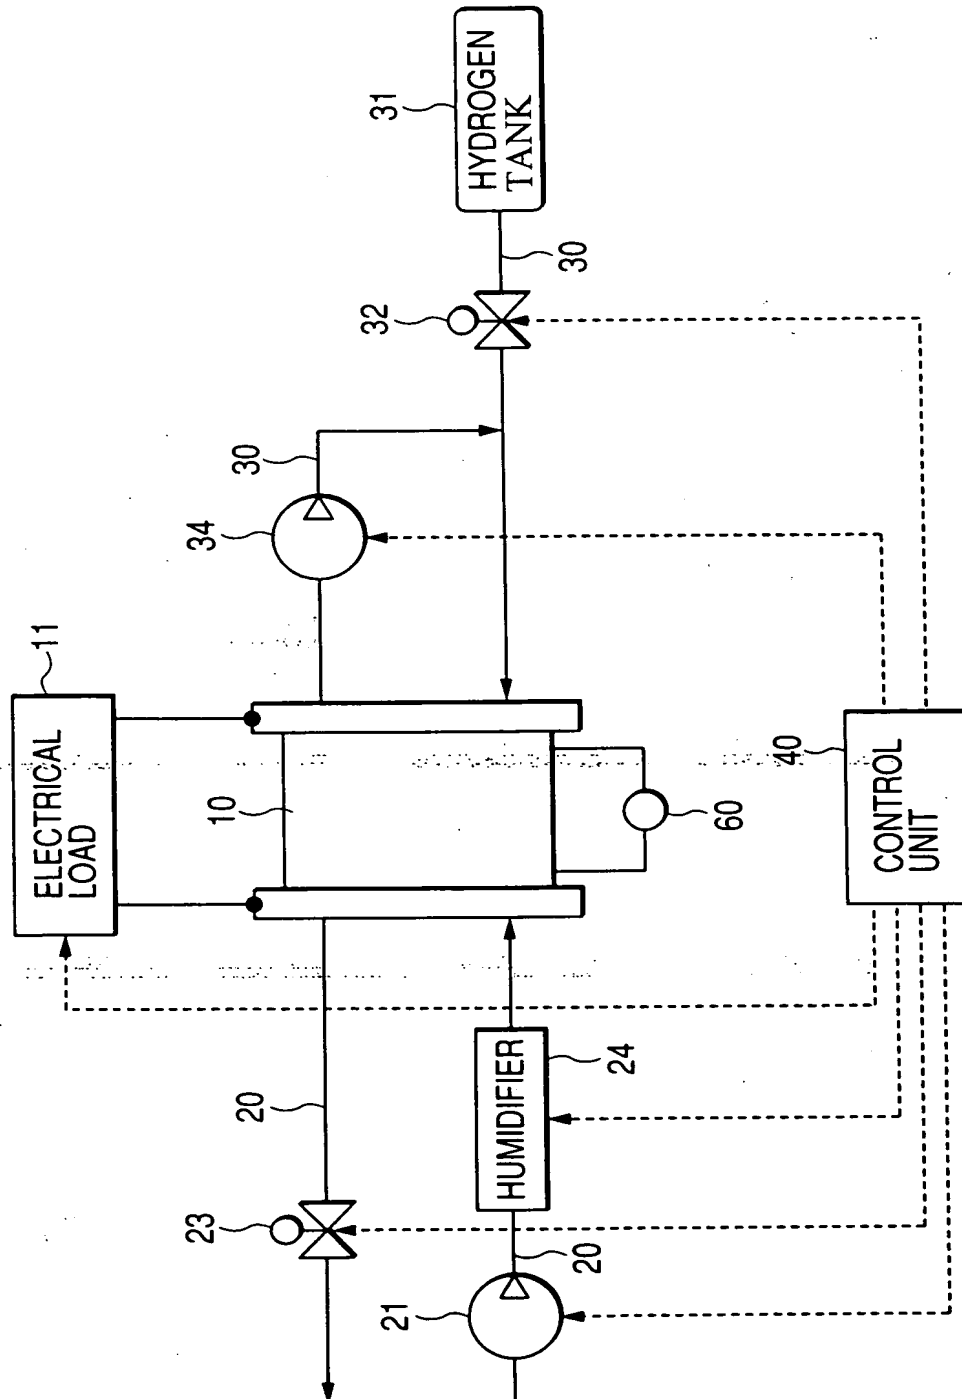 ELECTRICAL
LOAD
11
34
30
32
31
HYDROGEN
TANK
30
10
20
23
60
HUMIDIFIER
24
20
21
40
CONTROL
UNIT